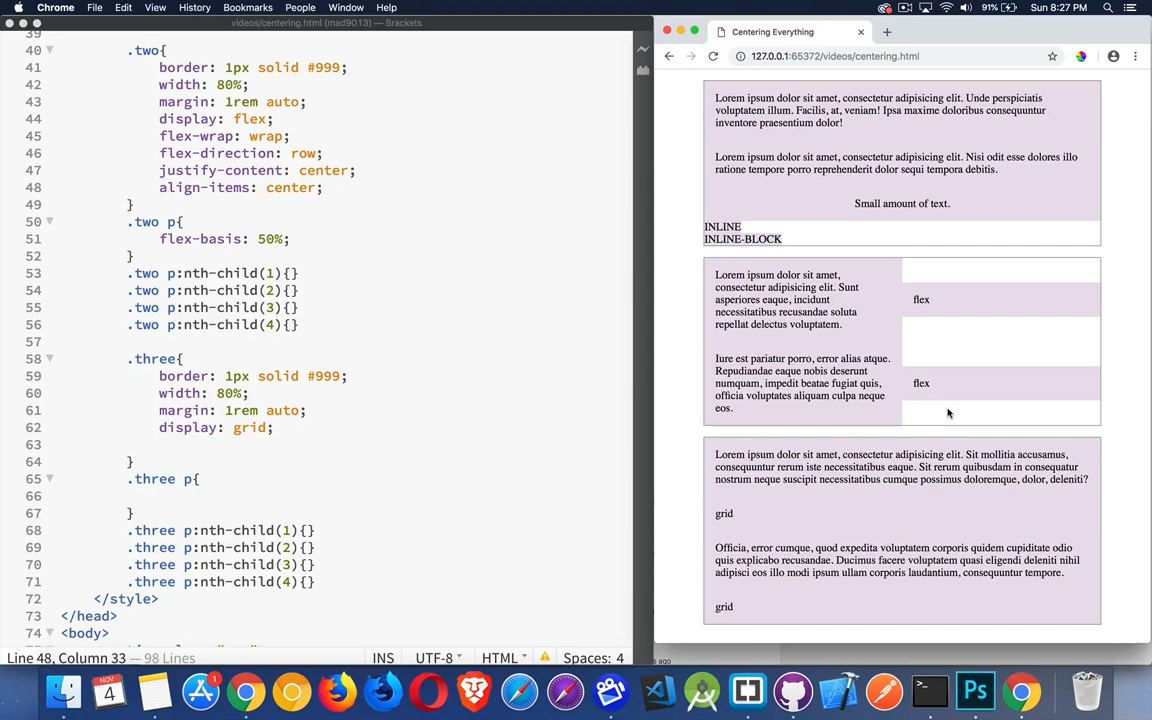 Chrome File Edit View History Bookmarks People Window Help
91% Sun 8:27 PM
videos/centering.html (mad9013) — Brackets
39
40 .two{
41 border: 1px solid #999;
42 width: 80%;
43 margin: 1rem auto;
44 display: flex;
45 flex-wrap: wrap;
46 flex-direction: row;
47 justify-content: center;
48 align-items: center;
49 }
50 .two p{
51 flex-basis: 50%;
52 }
53 .two p:nth-child(1){}
54 .two p:nth-child(2){}
55 .two p:nth-child(3){}
56 .two p:nth-child(4){}
57
58 .three{
59 border: 1px solid #999;
60 width: 80%;
61 margin: 1rem auto;
62 display: grid;
63
64 }
65 .three p{
66
67 }
68 .three p:nth-child(1){}
69 .three p:nth-child(2){}
70 .three p:nth-child(3){}
71 .three p:nth-child(4){}
72 </style>
73 </head>
74 <body>
Line 48, Column 33 — 98 Lines
INS UTF-8 HTML Spaces: 4
Centering Everything
127.0.0.1:65372/videos/centering.html
Lorem ipsum dolor sit amet, consectetur adipisicing elit. Unde perspiciatis
voluptatem illum. Facilis, at, veniam! Ipsa maxime doloribus consequuntur
inventore praesentium dolor!
Lorem ipsum dolor sit amet, consectetur adipisicing elit. Nisi odit esse dolores illo
ratione tempore porro reprehenderit dolor sequi tempora debitis.
Small amount of text.
INLINE
INLINE-BLOCK
Lorem ipsum dolor sit amet,
consectetur adipisicing elit. Sunt
asperiores eaque, incidunt
necessitatibus recusandae soluta
repellat delectus voluptatem.
flex
Iure est pariatur porro, error alias atque.
Repudiandae eaque nobis deserunt
numquam, impedit beatae fugiat quis,
officia voluptates aliquam culpa neque
eos.
flex
Lorem ipsum dolor sit amet, consectetur adipisicing elit. Sit mollitia accusamus,
consequuntur rerum iste necessitatibus eaque. Sit rerum quibusdam in consequatur
nostrum neque suscipit necessitatibus cumque possimus doloremque, dolor, deleniti?
grid
Officia, error cumque, quod expedita voluptatem corporis quidem cupiditate odio
quis explicabo recusandae. Ducimus facere voluptatem quasi eligendi deleniti nihil
adipisci eos illo modi ipsum ullam corporis laudantium, consequuntur tempore.
grid
s ago
NOV
4
1
Ps